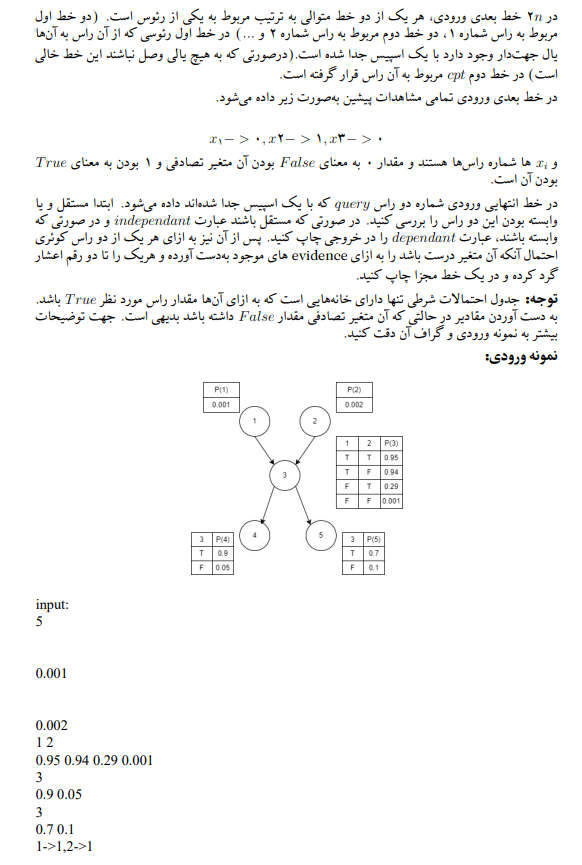 در ۲n خط بعدی ورودی، هر یک از دو خط متوالی به ترتیب مربوط به یکی از رئوس است. (دو خط اول
مربوط به راس شماره ۱، دو خط دوم مربوط به راس شماره ۲ و ...) در خط اول رئوسی که از آن راس به آن‌ها
یال جهت‌دار وجود دارد با یک اسپیس جدا شده است.(درصورتی که به هیچ یالی وصل نباشند این خط خالی
است) در خط دوم cpt مربوط به آن راس قرار گرفته است.
در خط بعدی ورودی تمامی مشاهدات پیشین به‌صورت زیر داده می‌شود.
x۱− > ۰, x۲− > ۱, x۳− > ۰
و xi ها شماره راس‌ها هستند و مقدار ۰ به معنای False بودن آن متغیر تصادفی و ۱ بودن به معنای True
بودن آن است.
در خط انتهایی ورودی شماره دو راس query که با یک اسپیس جدا شده‌اند داده می‌شود. ابتدا مستقل و یا
وابسته بودن این دو راس را بررسی کنید. در صورتی که مستقل باشند عبارت independant و در صورتی که
وابسته باشند، عبارت dependant را در خروجی چاپ کنید. پس از آن نیز به ازای هر یک از دو راس کوئری
احتمال آنکه آن متغیر درست باشد را به ازای evidence های موجود به‌دست آورده و هریک را تا دو رقم اعشار
گرد کرده و در یک خط مجزا چاپ کنید.
توجه: جدول احتمالات شرطی تنها دارای خانه‌هایی است که به ازای آن‌ها مقدار راس مورد نظر True باشد.
به دست آوردن مقادیر در حالتی که آن متغیر تصادفی مقدار False داشته باشد بدیهی است. جهت توضیحات
بیشتر به نمونه ورودی و گراف آن دقت کنید.
نمونه ورودی:
P(1)
0.001
P(2)
0.002
1
2
1 2 P(3)
T T 0.95
T F 0.94
F T 0.29
F F 0.001
3
3 P(4)
T 0.9
F 0.05
4
5
3 P(5)
T 0.7
F 0.1
input:
5
0.001
0.002
1 2
0.95 0.94 0.29 0.001
3
0.9 0.05
3
0.7 0.1
1->1,2->1